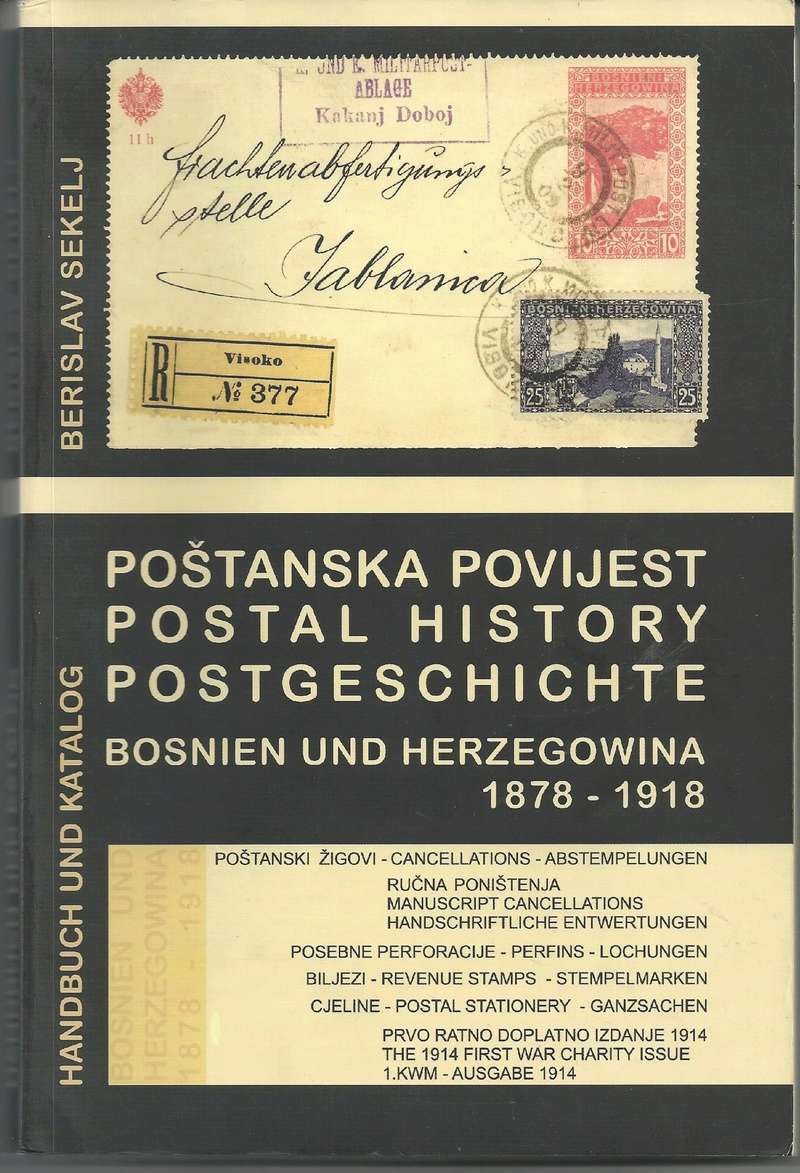 BERISLAV SEKELJ
K. UND K. MILITÄRPOST-
ABLAGE
Kakanj Doboj
11 h
BOSNIEN I
HERZEGOWINA
10 10
Frachtenabfertigungs-
stelle
Jablanica
R
Visoko
№ 377
BOSNIEN-HERZEGOWINA
25 25
POŠTANSKA POVIJEST
POSTAL HISTORY
POSTGESCHICHTE
BOSNIEN UND HERZEGOWINA
1878 - 1918
HANDBUCH UND KATALOG
BOSNIEN UND
HERZEGOWINA
1878 - 1918
POŠTANSKI ŽIGOVI - CANCELLATIONS - ABSTEMPELUNGEN
RUČNA PONIŠTENJA
MANUSCRIPT CANCELLATIONS
HANDSCHRIFTLICHE ENTWERTUNGEN
POSEBNE PERFORACIJE - PERFINS - LOCHUNGEN
BILJEZI - REVENUE STAMPS - STEMPELMARKEN
CJELINE - POSTAL STATIONERY - GANZSACHEN
PRVO RATNO DOPLATNO IZDANJE 1914
THE 1914 FIRST WAR CHARITY ISSUE
1.KWM - AUSGABE 1914